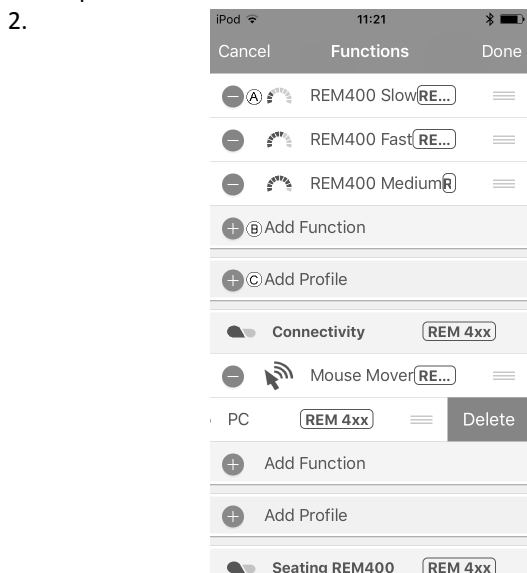 2.
iPod 11:21
Cancel Functions Done
A REM400 Slow RE...
REM400 Fast RE...
REM400 Medium R
B Add Function
C Add Profile
Connectivity REM 4xx
Mouse Mover RE...
PC REM 4xx Delete
Add Function
Add Profile
Seating REM400 REM 4xx